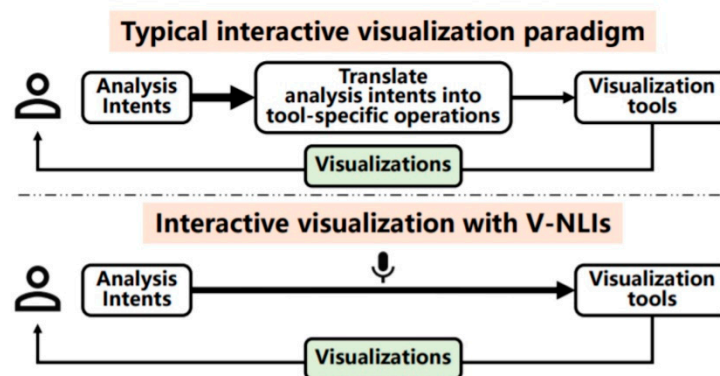 Typical interactive visualization paradigm
Analysis
Intents
Translate
analysis intents into
tool-specific operations
Visualization
tools
Visualizations
Interactive visualization with V-NLIs
Analysis
Intents
Visualization
tools
Visualizations